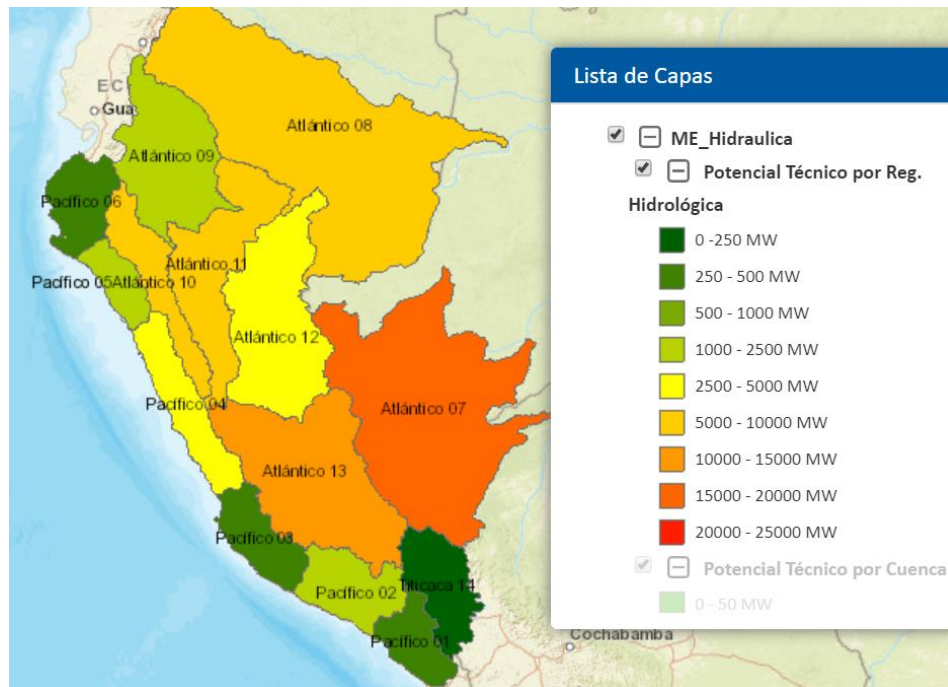 EC
Gua
Atlántico 08
Atlántico 09
Pacífico 06
Atlántico 11
Pacífico 05
Atlántico 10
Atlántico 12
Pacífico 04
Atlántico 07
Atlántico 13
Pacífico 03
Pacífico 02
Titicaca 14
Pacífico 01
Cochabamba
Lista de Capas
ME_Hidraulica
Potencial Técnico por Reg.
Hidrológica
0 -250 MW
250 - 500 MW
500 - 1000 MW
1000 - 2500 MW
2500 - 5000 MW
5000 - 10000 MW
10000 - 15000 MW
15000 - 20000 MW
20000 - 25000 MW
Potencial Técnico por Cuenca
0 - 50 MW